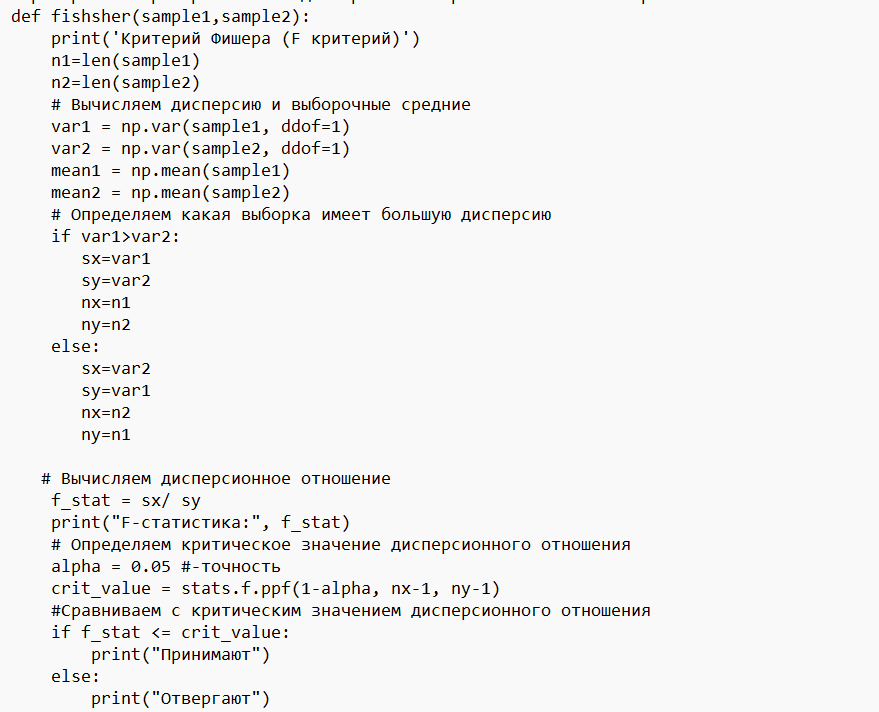 def fishsher(sample1,sample2):
    print('Критерий Фишера (F критерий)')
    n1=len(sample1)
    n2=len(sample2)
    # Вычисляем дисперсию и выборочные средние
    var1 = np.var(sample1, ddof=1)
    var2 = np.var(sample2, ddof=1)
    mean1 = np.mean(sample1)
    mean2 = np.mean(sample2)
    # Определяем какая выборка имеет большую дисперсию
    if var1>var2:
       sx=var1
       sy=var2
       nx=n1
       ny=n2
    else:
       sx=var2
       sy=var1
       nx=n2
       ny=n1
   # Вычисляем дисперсионное отношение
    f_stat = sx/ sy
    print("F-статистика:", f_stat)
    # Определяем критическое значение дисперсионного отношения
    alpha = 0.05 #-точность
    crit_value = stats.f.ppf(1-alpha, nx-1, ny-1)
    #Сравниваем с критическим значением дисперсионного отношения
    if f_stat <= crit_value:
        print("Принимают")
    else:
        print("Отвергают")